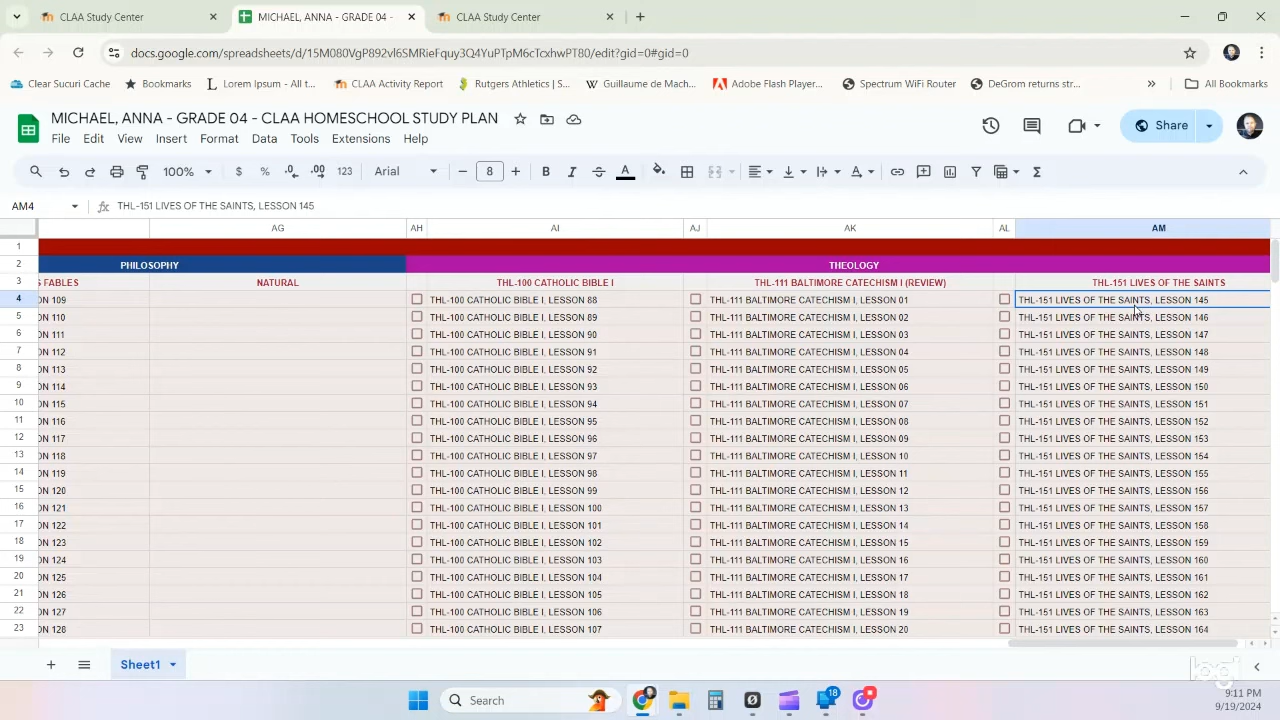 CLAA Study Center
MICHAEL, ANNA - GRADE 04 -
CLAA Study Center
docs.google.com/spreadsheets/d/15M080VgP892vl6SMRieFquy3Q4YuPTpM6cTcxhwPT80/edit?gid=0#gid=0
Clear Sucuri Cache
Bookmarks
Lorem Ipsum - All t...
CLAA Activity Report
Rutgers Athletics | S...
Guillaume de Mach...
Adobe Flash Player...
Spectrum WiFi Router
DeGrom returns str...
All Bookmarks
MICHAEL, ANNA - GRADE 04 - CLAA HOMESCHOOL STUDY PLAN
File Edit View Insert Format Data Tools Extensions Help
Share
100% $ % .0 .00 123 Arial 8 B I S A
AM4 fx THL-151 LIVES OF THE SAINTS, LESSON 145
AG AH AI AJ AK AL AM
1
2 PHILOSOPHY THEOLOGY
3 S FABLES NATURAL THL-100 CATHOLIC BIBLE I THL-111 BALTIMORE CATECHISM I (REVIEW) THL-151 LIVES OF THE SAINTS
4 ON 109 THL-100 CATHOLIC BIBLE I, LESSON 88 THL-111 BALTIMORE CATECHISM I, LESSON 01 THL-151 LIVES OF THE SAINTS, LESSON 145
5 ON 110 THL-100 CATHOLIC BIBLE I, LESSON 89 THL-111 BALTIMORE CATECHISM I, LESSON 02 THL-151 LIVES OF THE SAINTS, LESSON 146
6 ON 111 THL-100 CATHOLIC BIBLE I, LESSON 90 THL-111 BALTIMORE CATECHISM I, LESSON 03 THL-151 LIVES OF THE SAINTS, LESSON 147
7 ON 112 THL-100 CATHOLIC BIBLE I, LESSON 91 THL-111 BALTIMORE CATECHISM I, LESSON 04 THL-151 LIVES OF THE SAINTS, LESSON 148
8 ON 113 THL-100 CATHOLIC BIBLE I, LESSON 92 THL-111 BALTIMORE CATECHISM I, LESSON 05 THL-151 LIVES OF THE SAINTS, LESSON 149
9 ON 114 THL-100 CATHOLIC BIBLE I, LESSON 93 THL-111 BALTIMORE CATECHISM I, LESSON 06 THL-151 LIVES OF THE SAINTS, LESSON 150
10 ON 115 THL-100 CATHOLIC BIBLE I, LESSON 94 THL-111 BALTIMORE CATECHISM I, LESSON 07 THL-151 LIVES OF THE SAINTS, LESSON 151
11 ON 116 THL-100 CATHOLIC BIBLE I, LESSON 95 THL-111 BALTIMORE CATECHISM I, LESSON 08 THL-151 LIVES OF THE SAINTS, LESSON 152
12 ON 117 THL-100 CATHOLIC BIBLE I, LESSON 96 THL-111 BALTIMORE CATECHISM I, LESSON 09 THL-151 LIVES OF THE SAINTS, LESSON 153
13 ON 118 THL-100 CATHOLIC BIBLE I, LESSON 97 THL-111 BALTIMORE CATECHISM I, LESSON 10 THL-151 LIVES OF THE SAINTS, LESSON 154
14 ON 119 THL-100 CATHOLIC BIBLE I, LESSON 98 THL-111 BALTIMORE CATECHISM I, LESSON 11 THL-151 LIVES OF THE SAINTS, LESSON 155
15 ON 120 THL-100 CATHOLIC BIBLE I, LESSON 99 THL-111 BALTIMORE CATECHISM I, LESSON 12 THL-151 LIVES OF THE SAINTS, LESSON 156
16 ON 121 THL-100 CATHOLIC BIBLE I, LESSON 100 THL-111 BALTIMORE CATECHISM I, LESSON 13 THL-151 LIVES OF THE SAINTS, LESSON 157
17 ON 122 THL-100 CATHOLIC BIBLE I, LESSON 101 THL-111 BALTIMORE CATECHISM I, LESSON 14 THL-151 LIVES OF THE SAINTS, LESSON 158
18 ON 123 THL-100 CATHOLIC BIBLE I, LESSON 102 THL-111 BALTIMORE CATECHISM I, LESSON 15 THL-151 LIVES OF THE SAINTS, LESSON 159
19 ON 124 THL-100 CATHOLIC BIBLE I, LESSON 103 THL-111 BALTIMORE CATECHISM I, LESSON 16 THL-151 LIVES OF THE SAINTS, LESSON 160
20 ON 125 THL-100 CATHOLIC BIBLE I, LESSON 104 THL-111 BALTIMORE CATECHISM I, LESSON 17 THL-151 LIVES OF THE SAINTS, LESSON 161
21 ON 126 THL-100 CATHOLIC BIBLE I, LESSON 105 THL-111 BALTIMORE CATECHISM I, LESSON 18 THL-151 LIVES OF THE SAINTS, LESSON 162
22 ON 127 THL-100 CATHOLIC BIBLE I, LESSON 106 THL-111 BALTIMORE CATECHISM I, LESSON 19 THL-151 LIVES OF THE SAINTS, LESSON 163
23 ON 128 THL-100 CATHOLIC BIBLE I, LESSON 107 THL-111 BALTIMORE CATECHISM I, LESSON 20 THL-151 LIVES OF THE SAINTS, LESSON 164
Sheet1
logi
Search
18
9:11 PM
9/19/2024